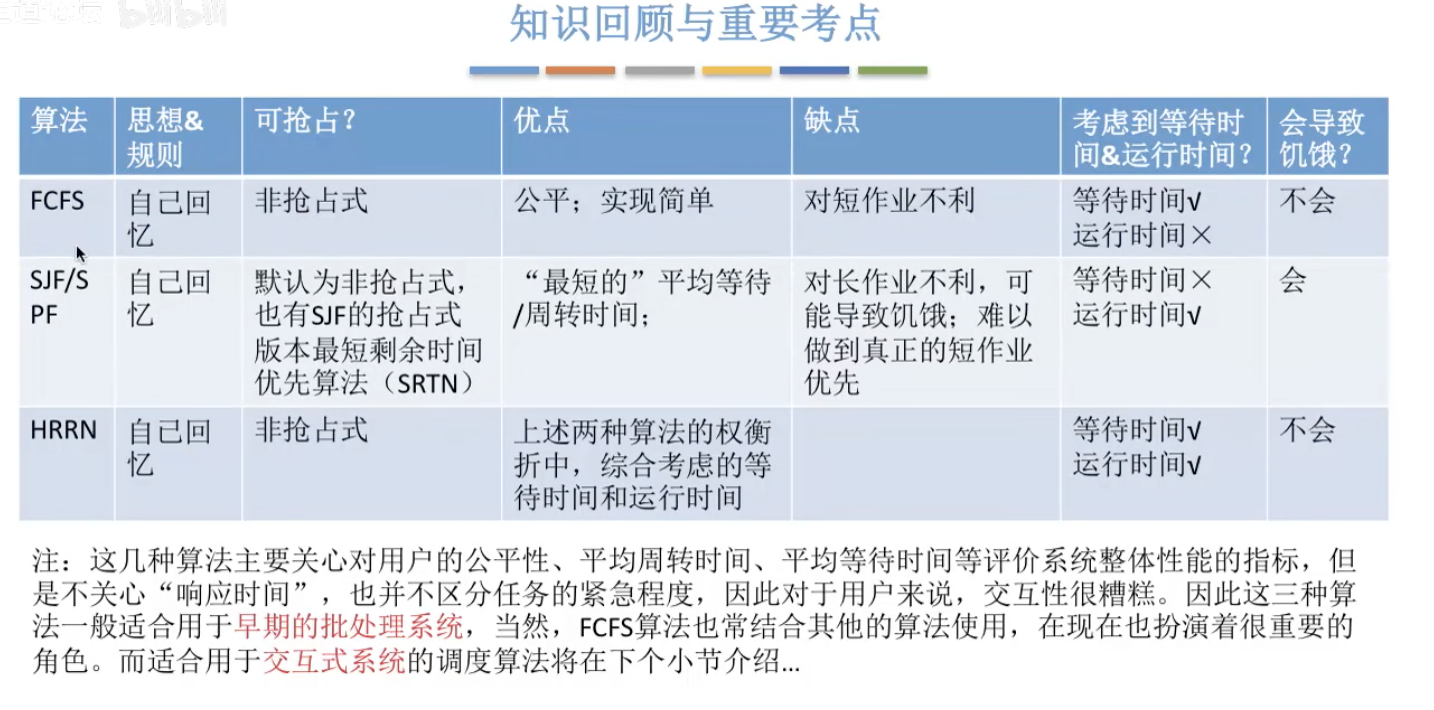 bilibili
知识回顾与重要考点
算法
思想&
规则
可抢占？
优点
缺点
考虑到等待时
间&运行时间？
会导致
饥饿？
FCFS
自己回
忆
非抢占式
公平；实现简单
对短作业不利
等待时间√
运行时间×
不会
SJF/S
PF
自己回
忆
默认为非抢占式，
也有SJF的抢占式
版本最短剩余时间
优先算法（SRTN）
“最短的”平均等待
/周转时间；
对长作业不利，可
能导致饥饿；难以
做到真正的短作业
优先
等待时间×
运行时间√
会
HRRN
自己回
忆
非抢占式
上述两种算法的权衡
折中，综合考虑的等
待时间和运行时间
等待时间√
运行时间√
不会
注：这几种算法主要关心对用户的公平性、平均周转时间、平均等待时间等评价系统整体性能的指标，但
是不关心“响应时间”，也并不区分任务的紧急程度，因此对于用户来说，交互性很糟糕。因此这三种算
法一般适合用于早期的批处理系统，当然，FCFS算法也常结合其他的算法使用，在现在也扮演着很重要的
角色。而适合用于交互式系统的调度算法将在下个小节介绍...